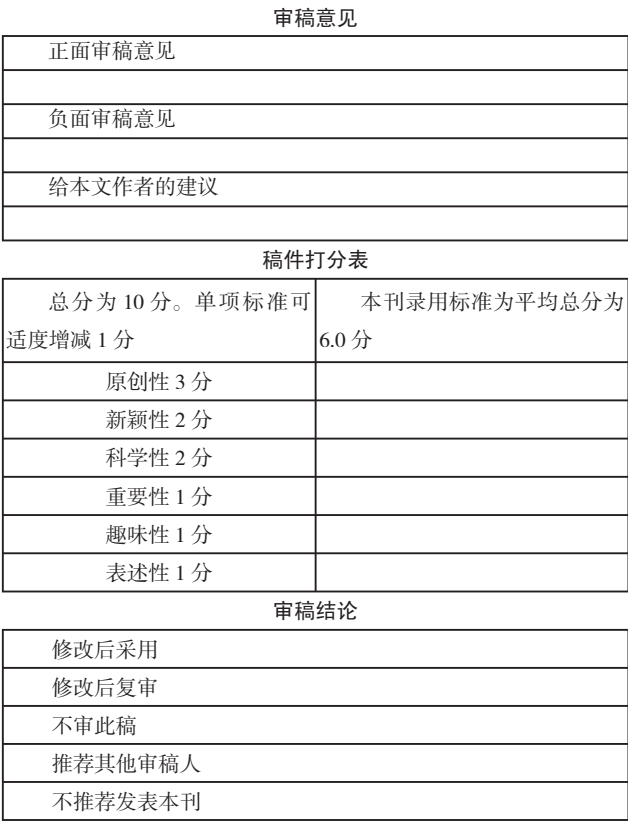 审稿意见
正面审稿意见
负面审稿意见
给本文作者的建议
稿件打分表
总分为 10 分。单项标准可
适度增减 1 分
本刊录用标准为平均总分为
6.0 分
原创性 3 分
新颖性 2 分
科学性 2 分
重要性 1 分
趣味性 1 分
表述性 1 分
审稿结论
修改后采用
修改后复审
不审此稿
推荐其他审稿人
不推荐发表本刊